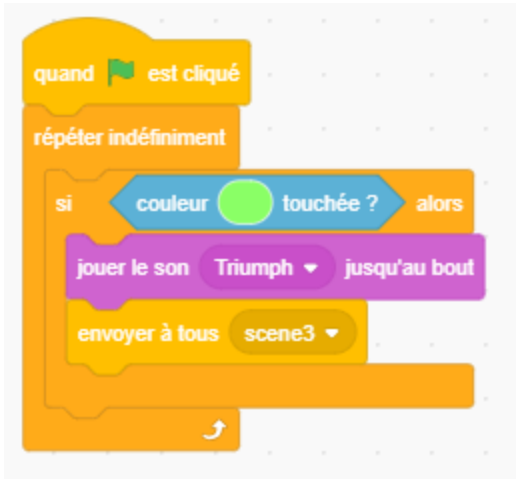 quand est cliqué
répéter indéfiniment
si couleur touchée ? alors
jouer le son Triumph jusqu'au bout
envoyer à tous scene3